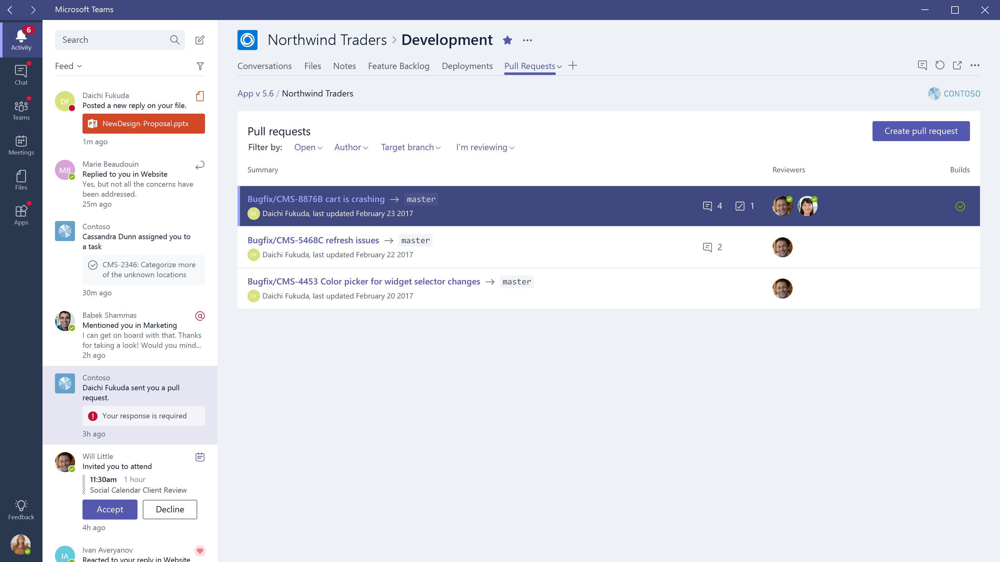 Microsoft Teams
6
Activity
Chat
Teams
Meetings
Files
Apps
Feedback
Search
Feed
DF
Daichi Fukuda
Posted a new reply on your file.
NewDesign-Proposal.pptx
1m ago
MB
Marie Beaudouin
Replied to you in Website
Yes, but not all the concerns have
been addressed.
25m ago
Contoso
Cassandra Dunn assigned you to
a task
CMS-2346: Categorize more
of the unknown locations
30m ago
Babek Shammas
Mentioned you in Marketing
I can get on board with that. Thanks
for taking a look! Would you mind...
2h ago
Contoso
Daichi Fukuda sent you a pull
request.
Your response is required
3h ago
Will Little
Invited you to attend
11:30am 1 hour
Social Calendar Client Review
Accept Decline
4h ago
IA
Ivan Averyanov
Reacted to your reply in Website
Northwind Traders > Development
Conversations Files Notes Feature Backlog Deployments Pull Requests
App v 5.6 / Northwind Traders
CONTOSO
Pull requests
Create pull request
Filter by: Open Author Target branch I'm reviewing
Summary Reviewers Builds
Bugfix/CMS-8876B cart is crashing → master
4 1
DF Daichi Fukuda, last updated February 23 2017
Bugfix/CMS-5468C refresh issues → master
2
DF Daichi Fukuda, last updated February 22 2017
Bugfix/CMS-4453 Color picker for widget selector changes → master
DF Daichi Fukuda, last updated February 20 2017